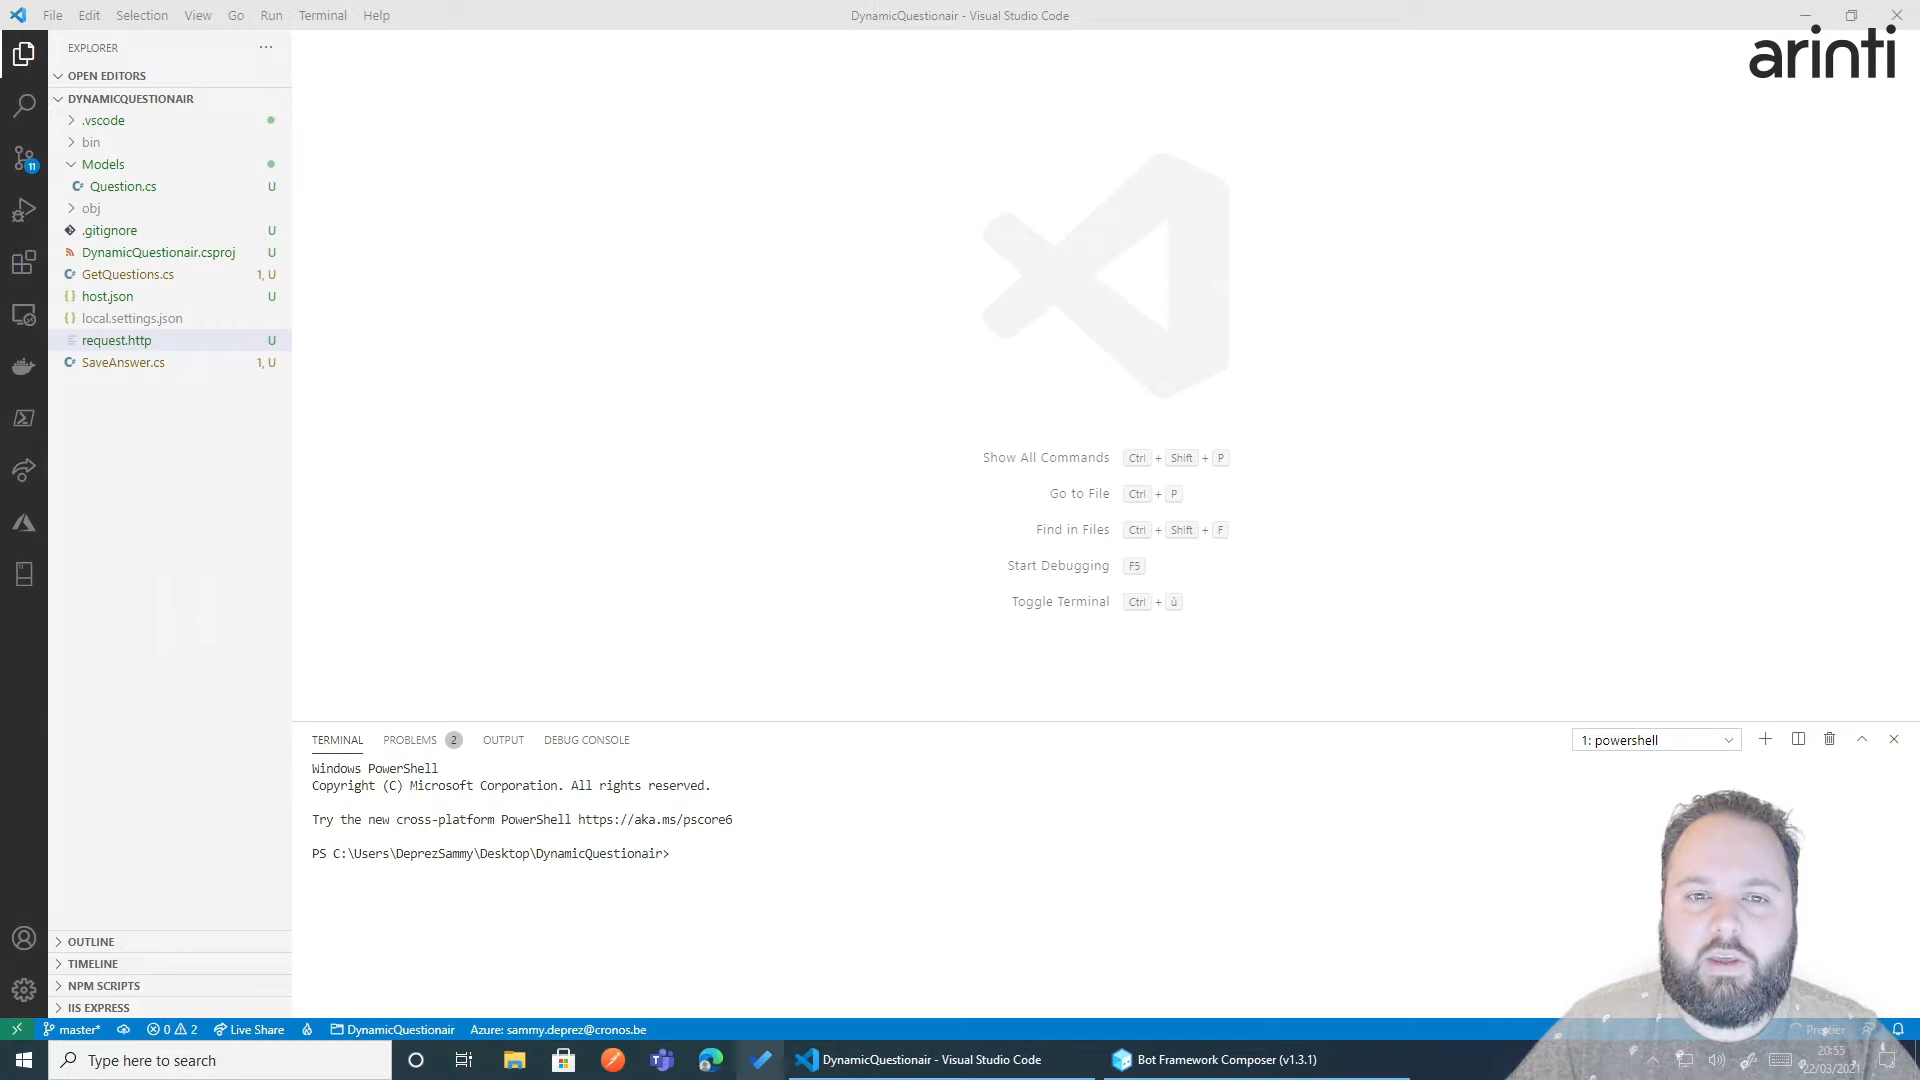 File Edit Selection View Go Run Terminal Help
DynamicQuestionair - Visual Studio Code
arinti
EXPLORER
OPEN EDITORS
DYNAMICQUESTIONAIR
.vscode
bin
Models
11
Question.cs U
obj
.gitignore U
DynamicQuestionair.csproj U
GetQuestions.cs 1, U
host.json U
local.settings.json
request.http U
SaveAnswer.cs 1, U
Show All Commands Ctrl + Shift + P
Go to File Ctrl + P
Find in Files Ctrl + Shift + F
Start Debugging F5
Toggle Terminal Ctrl + ù
TERMINAL PROBLEMS 2 OUTPUT DEBUG CONSOLE
1: powershell
Windows PowerShell
Copyright (C) Microsoft Corporation. All rights reserved.
Try the new cross-platform PowerShell https://aka.ms/pscore6
PS C:\Users\DeprezSammy\Desktop\DynamicQuestionair>
OUTLINE
TIMELINE
NPM SCRIPTS
IIS EXPRESS
master* 0 2 Live Share DynamicQuestionair Azure: sammy.deprez@cronos.be Prettier
Type here to search
DynamicQuestionair - Visual Studio Code
Bot Framework Composer (v1.3.1)
20:55
22/03/2021